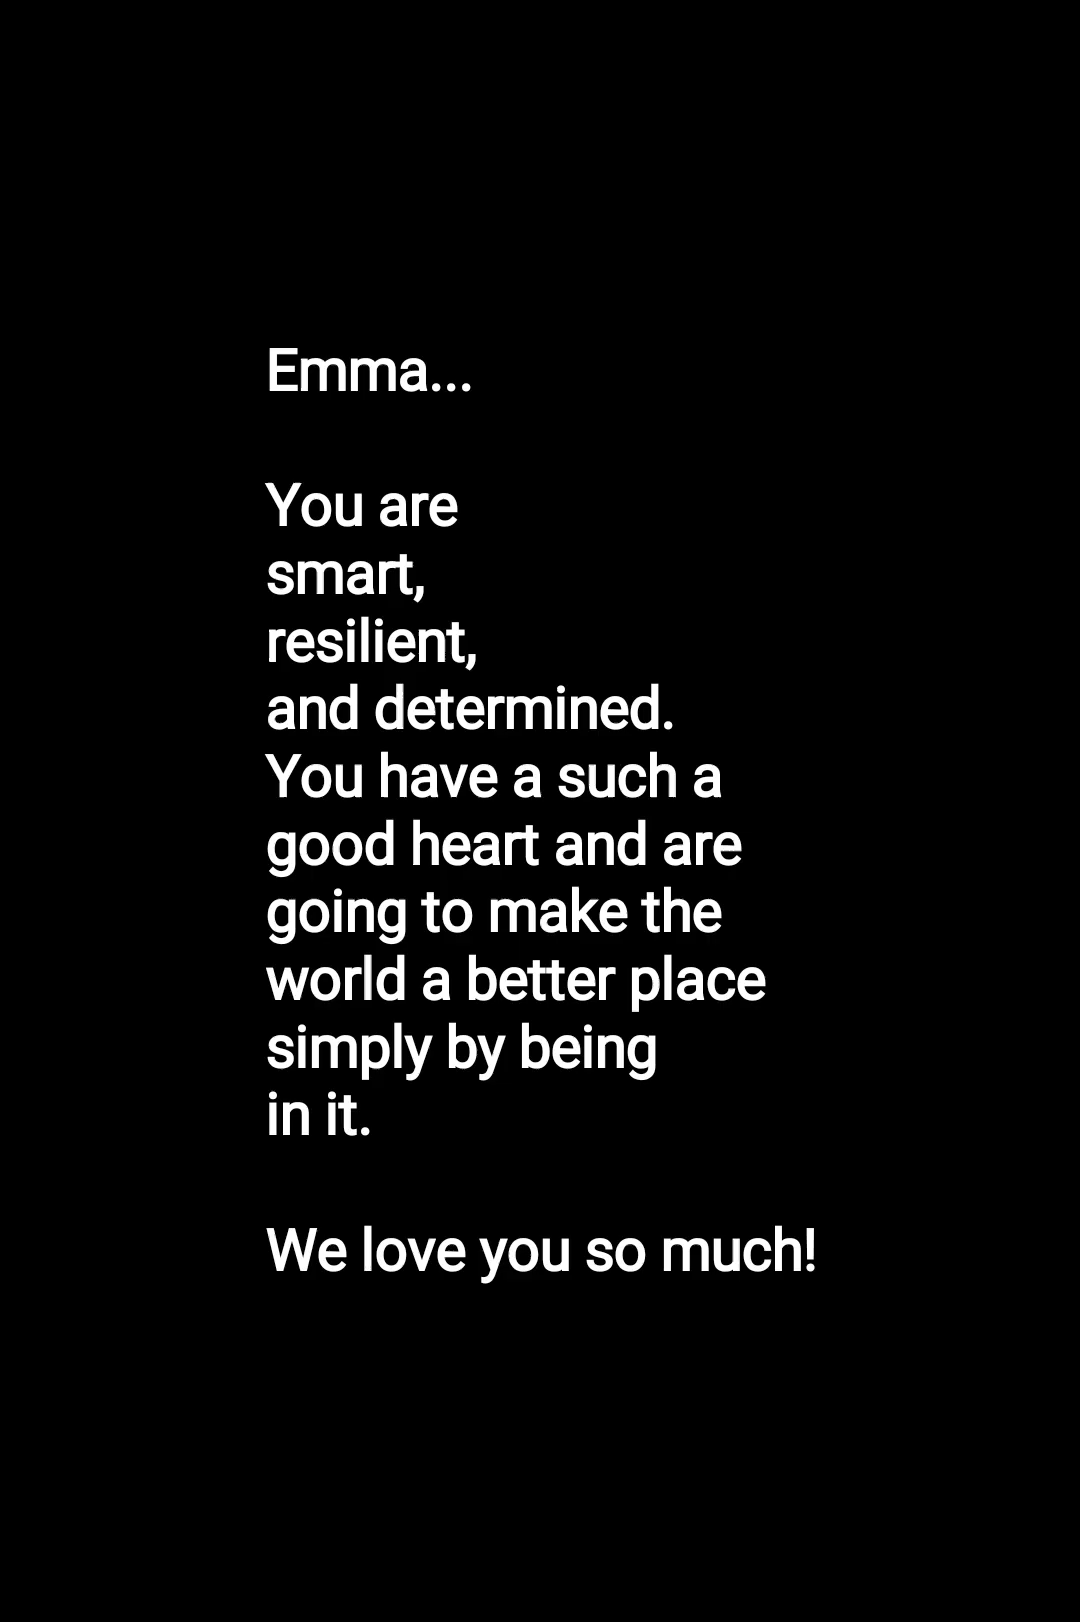 Emma...
You are
smart,
resilient,
and determined.
You have a such a
good heart and are
going to make the
world a better place
simply by being
in it.
We love you so much!